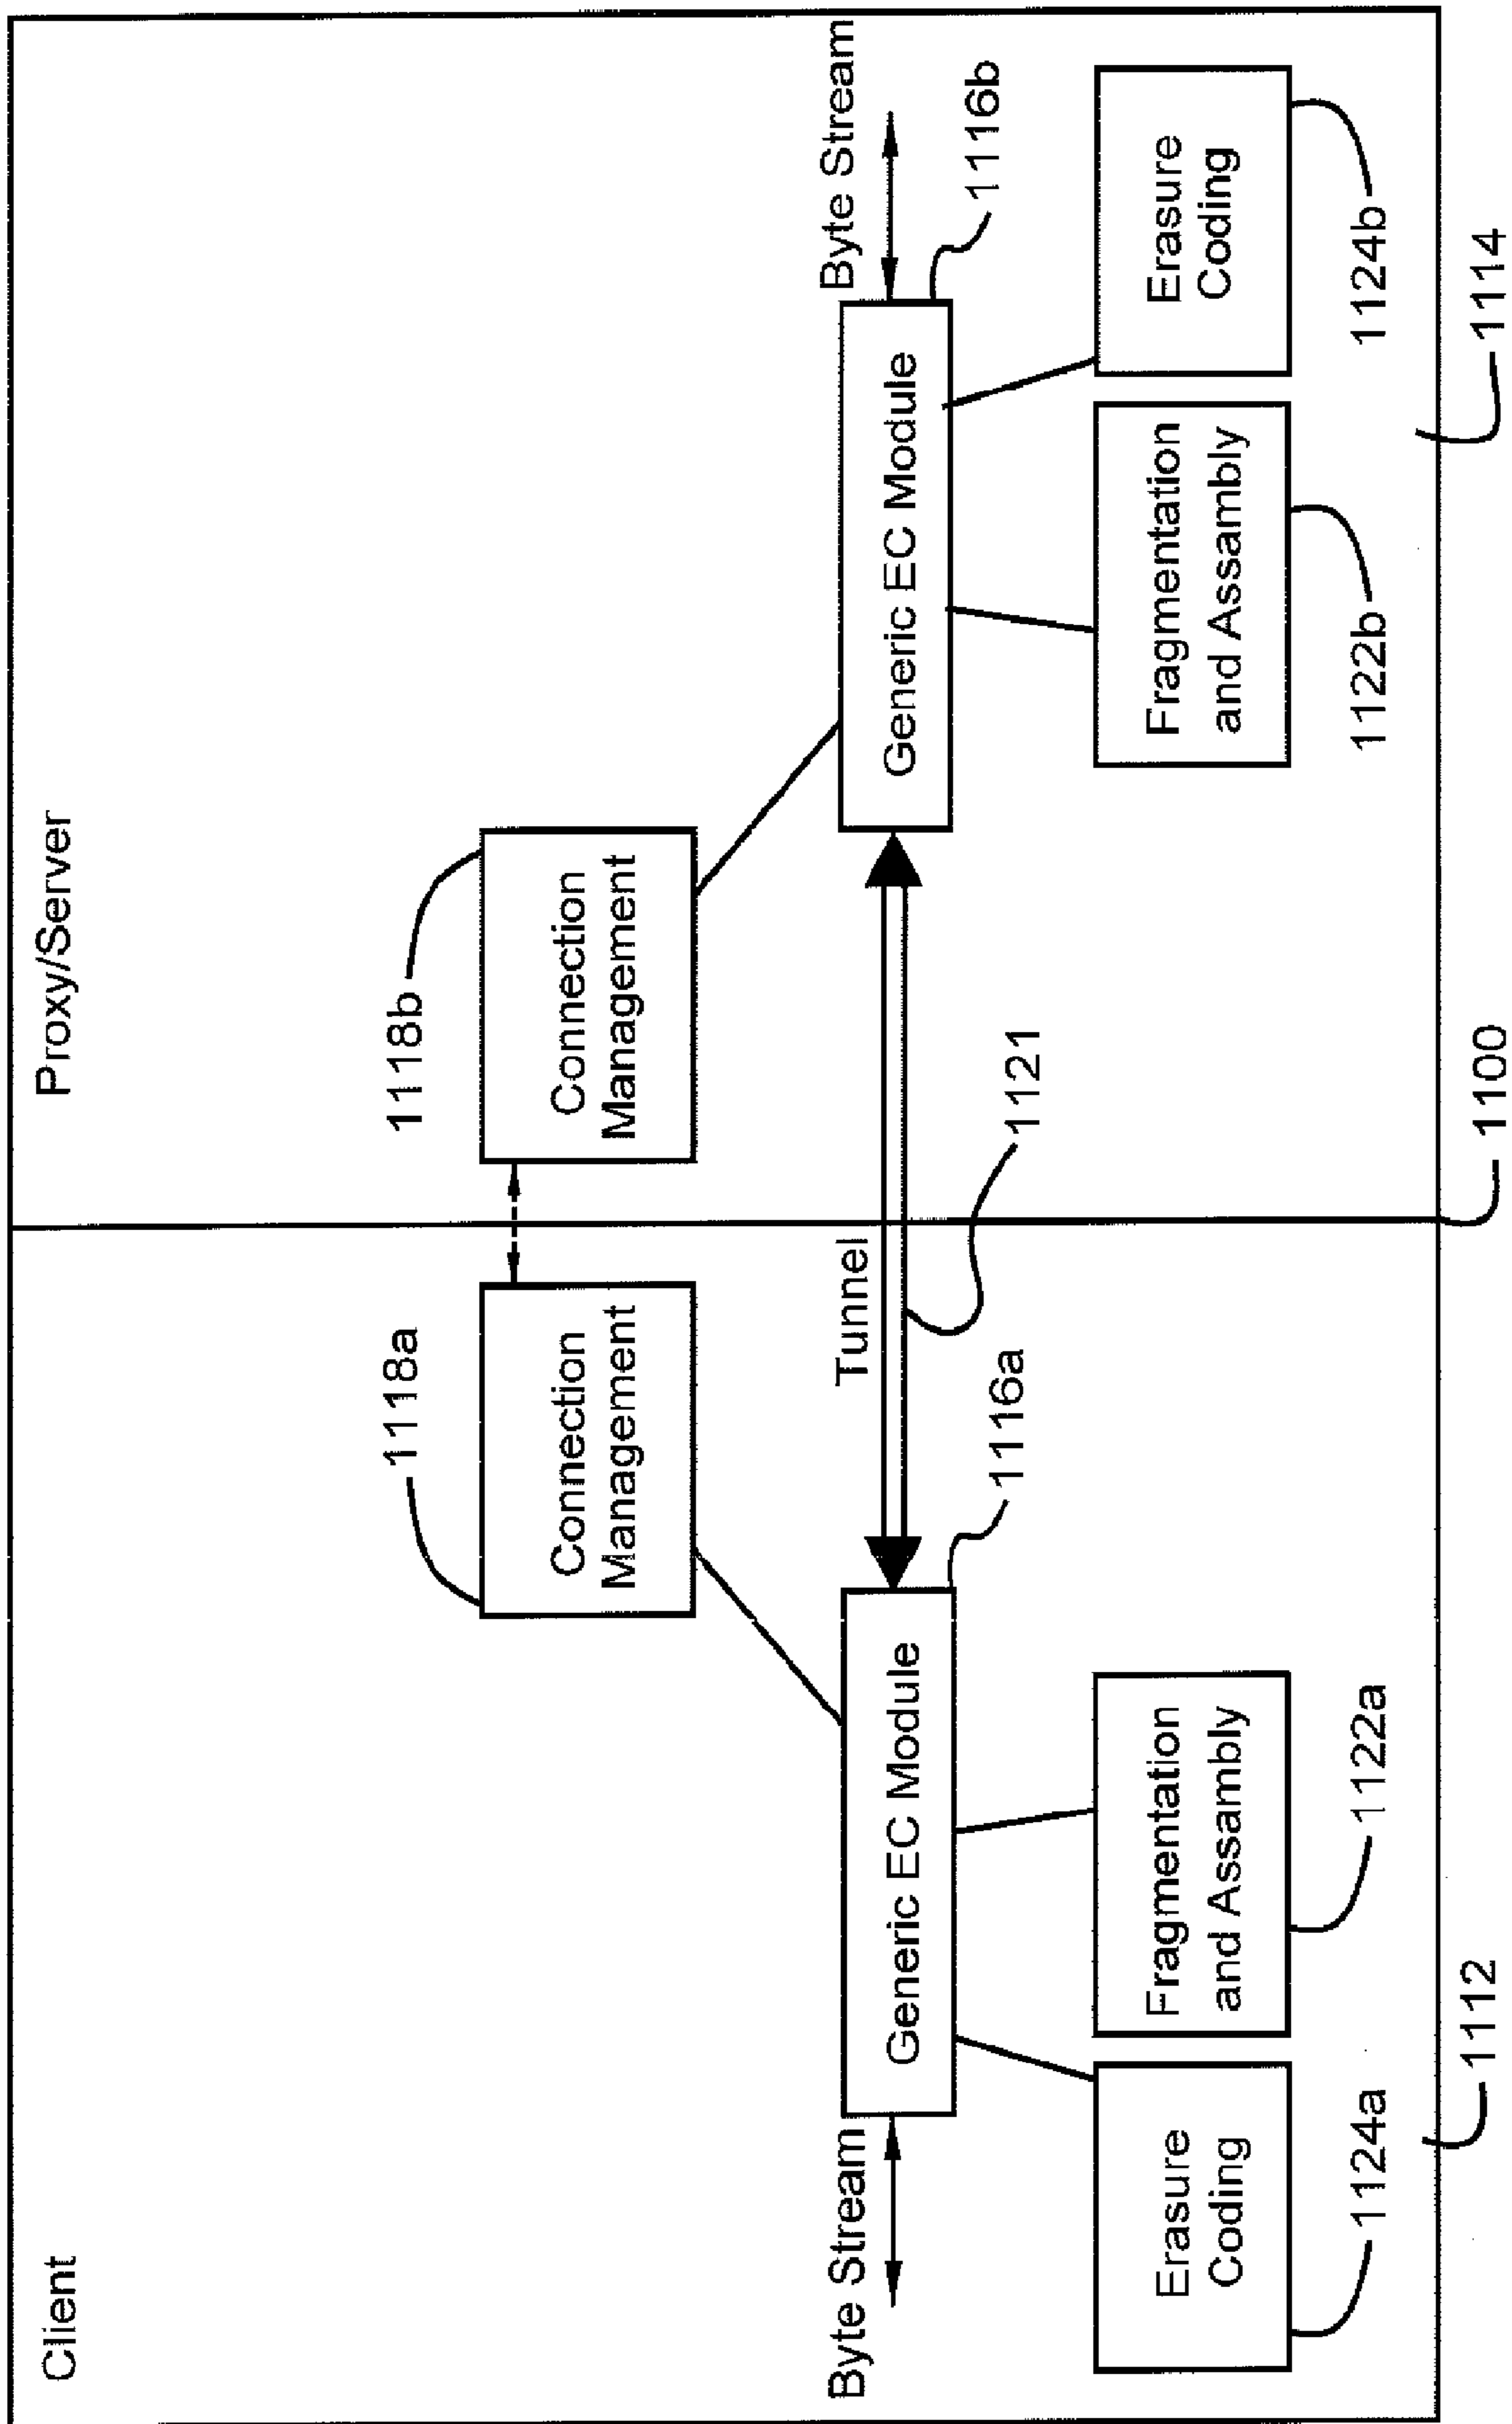 Client
Proxy/Server
1118a
1118b
Connection
Management
Connection
Management
Byte Stream
Generic EC Module
1116a
Tunnel
1121
Generic EC Module
Byte Stream
1116b
Erasure
Coding
Fragmentation
and Assambly
Fragmentation
and Assambly
Erasure
Coding
1124a
1122a
1122b
1124b
1112
1100
1114